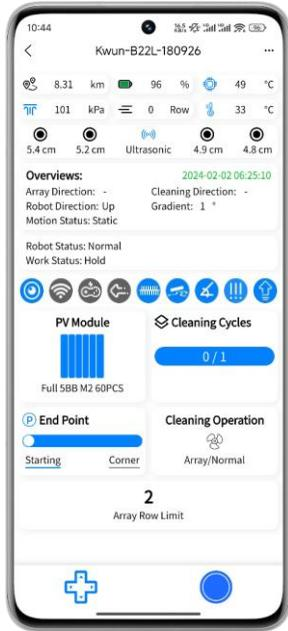 10:44
Kwun-B22L-180926
8.31 km 96 % 49 °C
101 kPa 0 Row 33 °C
5.4 cm 5.2 cm Ultrasonic 4.9 cm 4.8 cm
Overviews: 2024-02-02 06:25:10
Array Direction: - Cleaning Direction: -
Robot Direction: Up Gradient: 1 °
Motion Status: Static
Robot Status: Normal
Work Status: Hold
PV Module
Full 5BB M2 60PCS
Cleaning Cycles
0 / 1
P End Point
Starting Corner
Cleaning Operation
Array/Normal
2
Array Row Limit